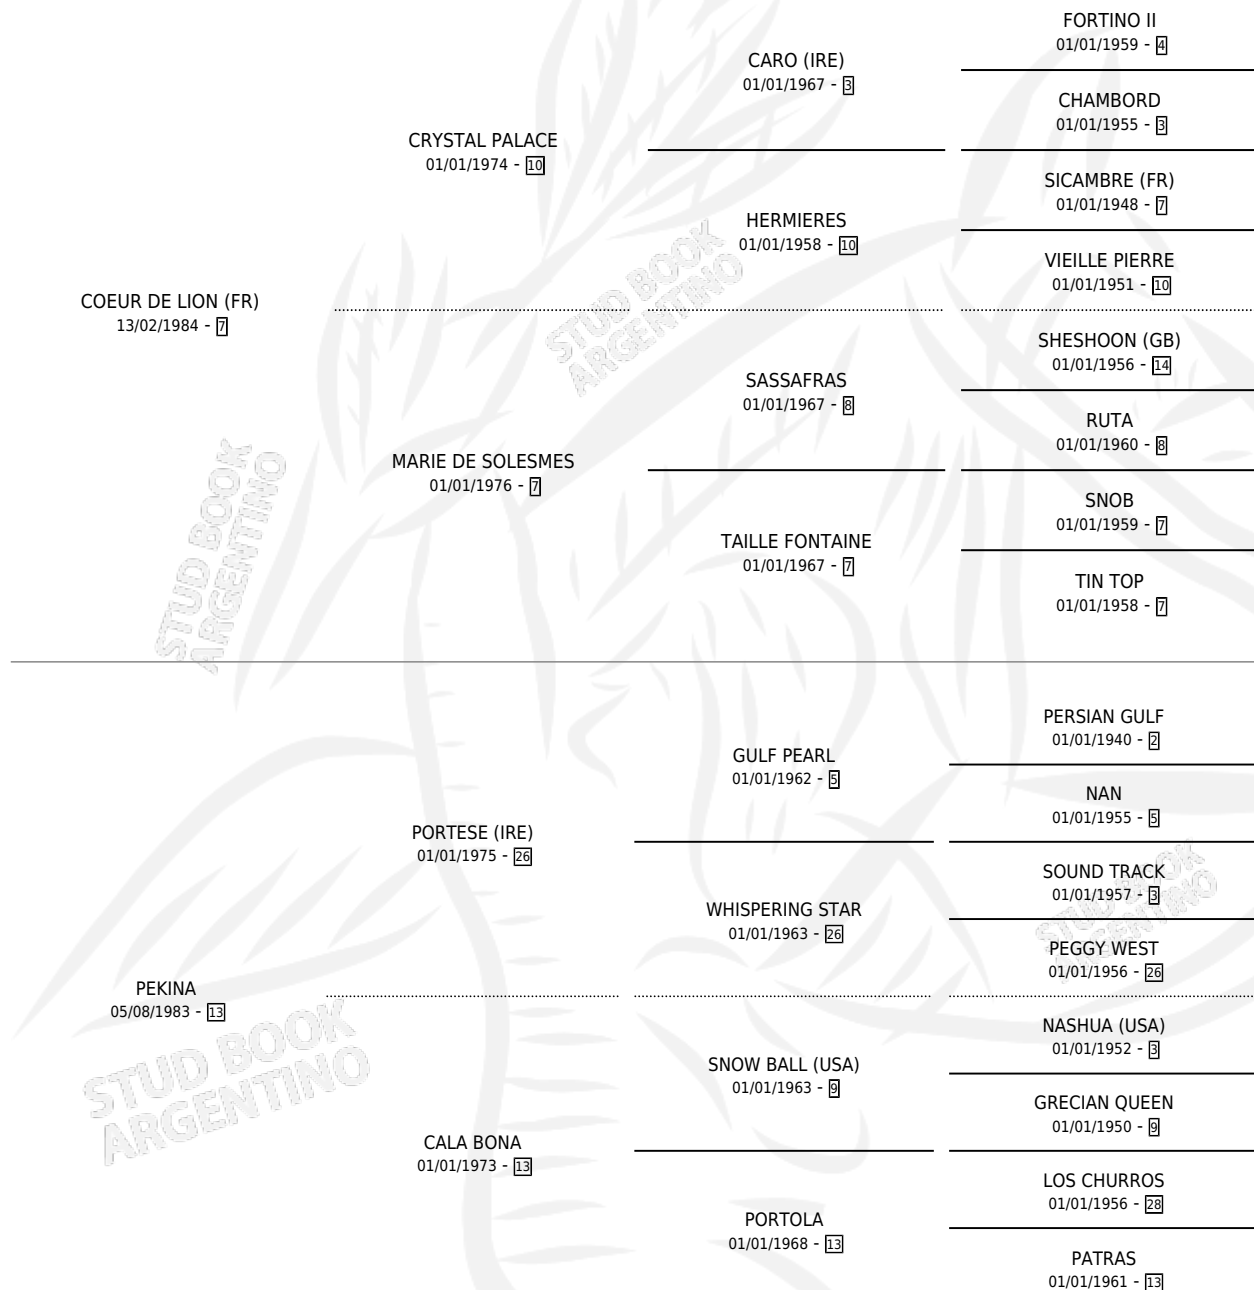 FORTINO II
01/01/1959 - 4
CARO (IRE)
01/01/1967 - 3
CHAMBORD
01/01/1955 - 3
CRYSTAL PALACE
01/01/1974 - 10
SICAMBRE (FR)
01/01/1948 - 7
HERMIERES
01/01/1958 - 10
VIEILLE PIERRE
01/01/1951 - 10
COEUR DE LION (FR)
13/02/1984 - 7
SHESHOON (GB)
01/01/1956 - 14
SASSAFRAS
01/01/1967 - 8
RUTA
01/01/1960 - 8
MARIE DE SOLESMES
01/01/1976 - 7
SNOB
01/01/1959 - 7
TAILLE FONTAINE
01/01/1967 - 7
TIN TOP
01/01/1958 - 7
PERSIAN GULF
01/01/1940 - 2
GULF PEARL
01/01/1962 - 5
NAN
01/01/1955 - 5
PORTESE (IRE)
01/01/1975 - 26
SOUND TRACK
01/01/1957 - 3
WHISPERING STAR
01/01/1963 - 26
PEGGY WEST
01/01/1956 - 26
PEKINA
05/08/1983 - 13
NASHUA (USA)
01/01/1952 - 3
SNOW BALL (USA)
01/01/1963 - 9
GRECIAN QUEEN
01/01/1950 - 9
CALA BONA
01/01/1973 - 13
LOS CHURROS
01/01/1956 - 28
PORTOLA
01/01/1968 - 13
PATRAS
01/01/1961 - 13
STUD BOOK
ARGENTINO
STUD BOOK
ARGENTINO
STUD BOOK
ARGENTINO
STUD BOOK
ARGENTINO